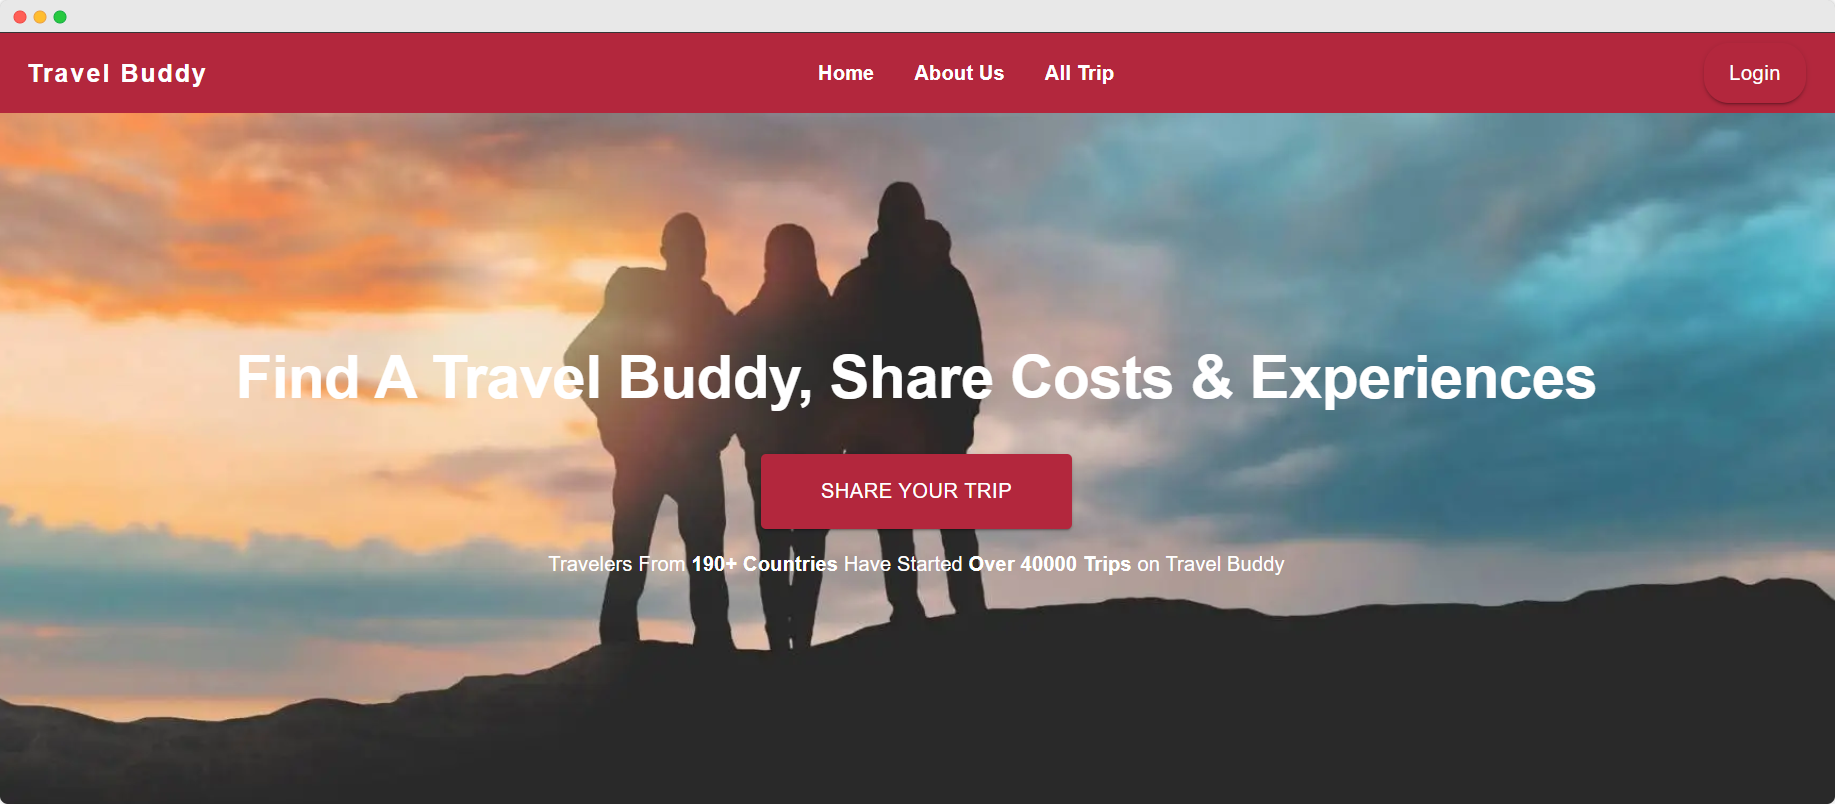 Travel Buddy
Home About Us All Trip
Login
Find A Travel Buddy, Share Costs & Experiences
SHARE YOUR TRIP
Travelers From 190+ Countries Have Started Over 40000 Trips on Travel Buddy